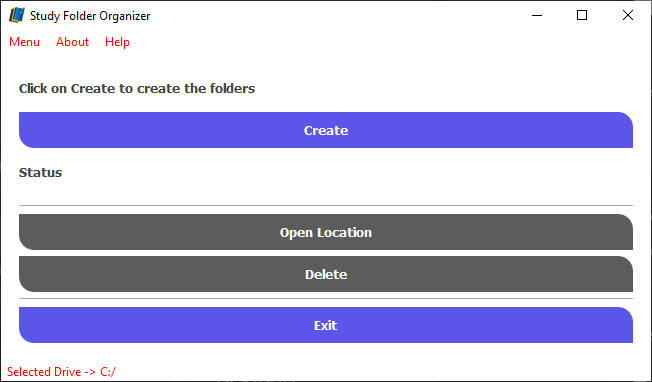 Study Folder Organizer
Menu About Help
Click on Create to create the folders
Create
Status
Open Location
Delete
Exit
Selected Drive -> C:/